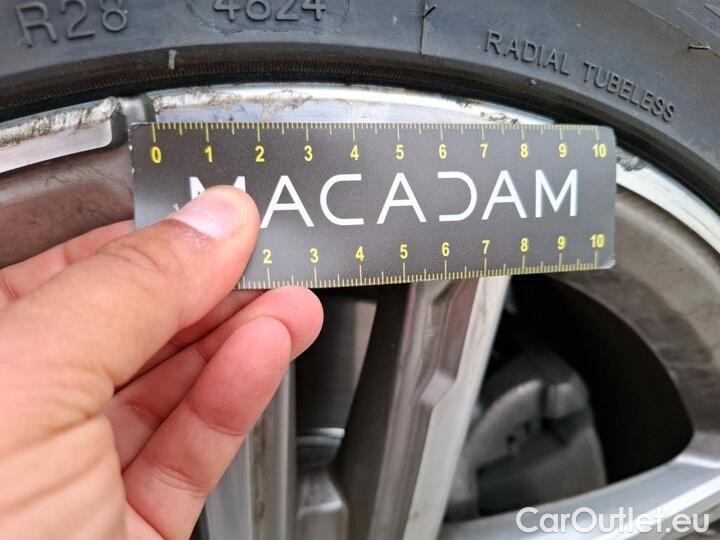 R28 4824
RADIAL TUBELESS
0 1 2 3 4 5 6 7 8 9 10
MACADAM
2 3 4 5 6 7 8 9 10
CarOutlet.eu